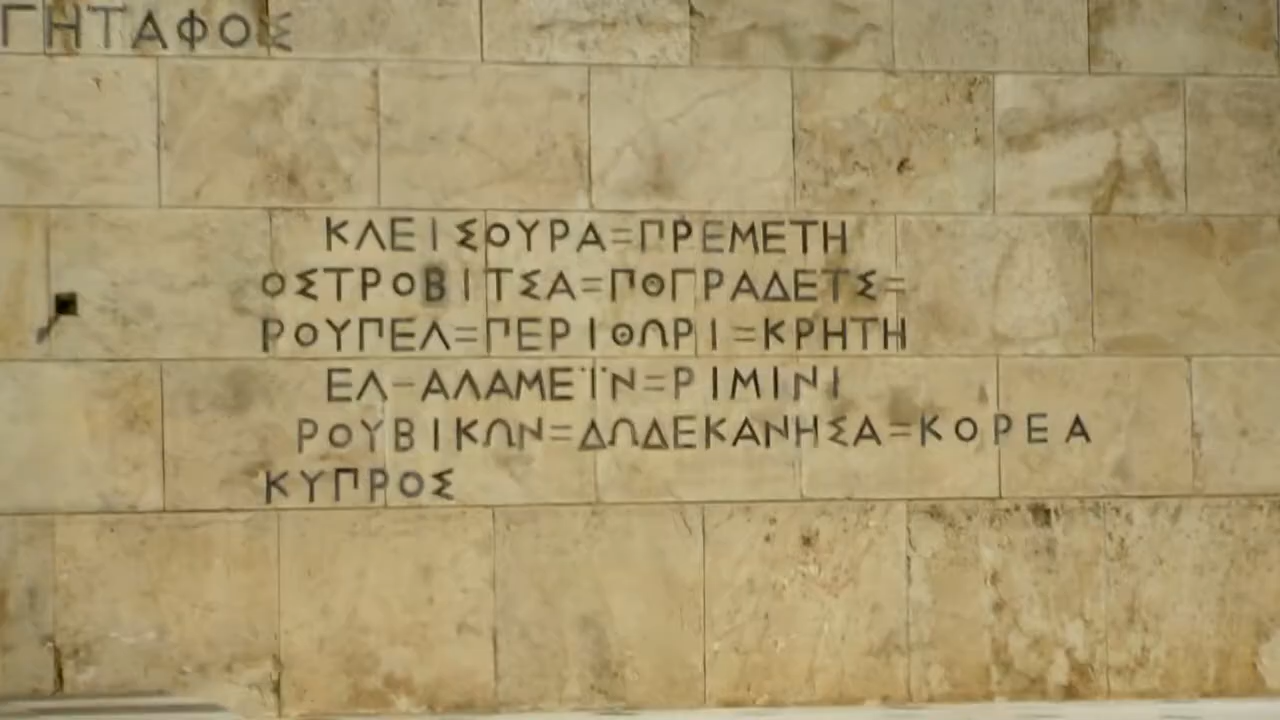 ΓΗΤΑΦΟΣ
ΚΛΕΙΣΟΥΡΑ=ΠΡΕΜΕΤΗ
ΟΣΤΡΟΒΙΤΣΑ=ΠΟΓΡΑΔΕΤΣ=
ΡΟΥΠΕΛ=ΠΕΡΙΘΩΡΙ=ΚΡΗΤΗ
ΕΛ-ΑΛΑΜΕΪΝ=ΡΙΜΙΝΙ
ΡΟΥΒΙΚΩΝ=ΔΩΔΕΚΑΝΗΣΑ=ΚΟΡΕΑ
ΚΥΠΡΟΣ